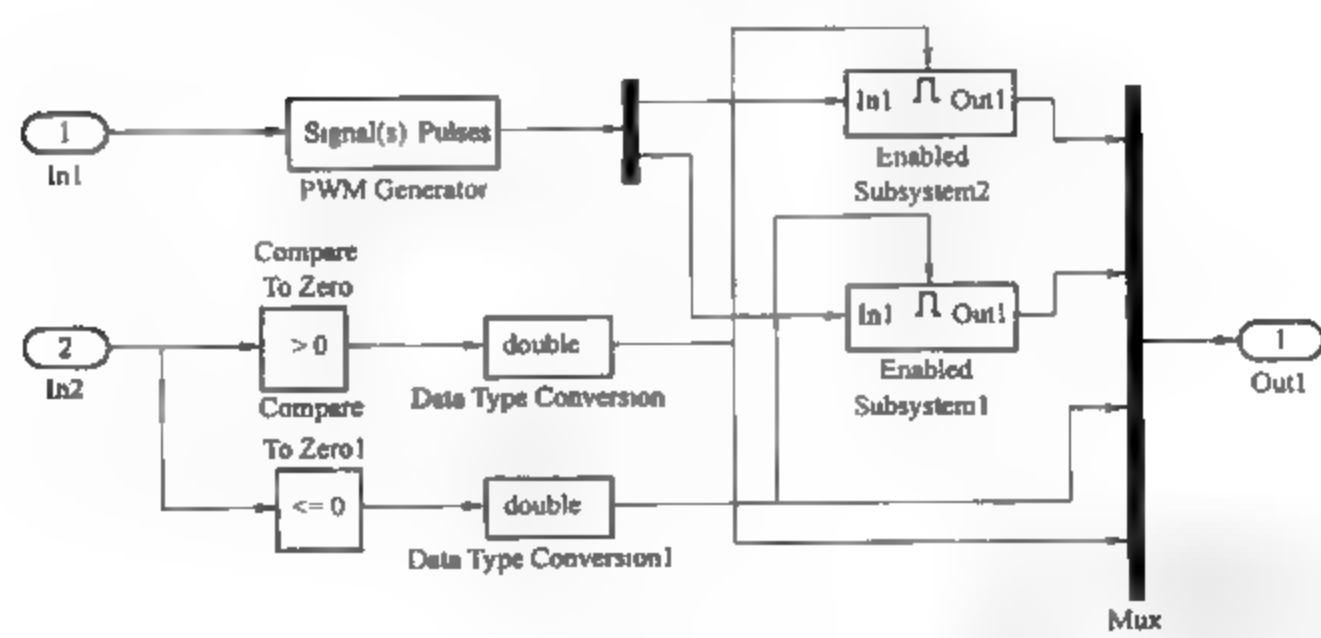 1
In1
Signal(s) Pulses
PWM Generator
In1 Out1
Enabled
Subsystem2
Compare
To Zero
2
In2
> 0
double
Data Type Conversion
In1 Out1
Enabled
Subsystem1
1
Out1
Compare
To Zero1
<= 0
double
Data Type Conversion1
Mux